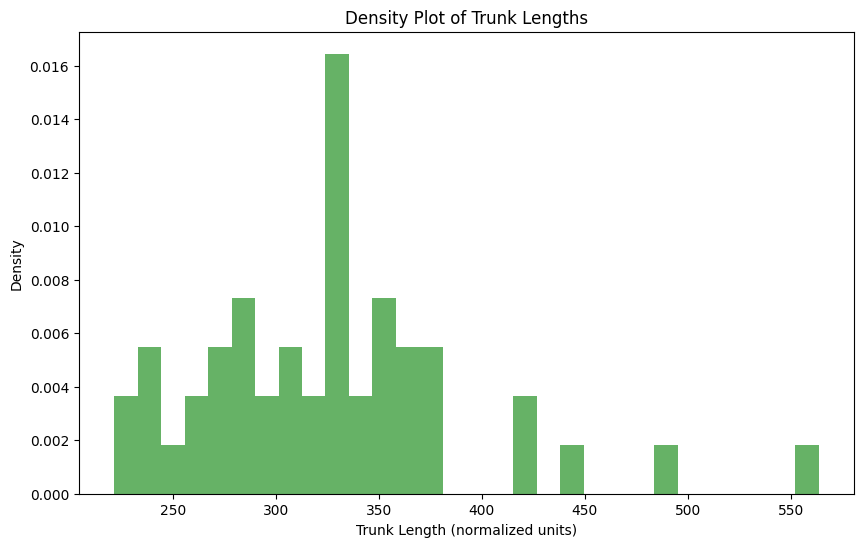 Density Plot of Trunk Lengths
0.016
0.014
0.012
0.010
0.008
0.006
0.004
0.002
0.000
Density
250 300 350 400 450 500 550
Trunk Length (normalized units)